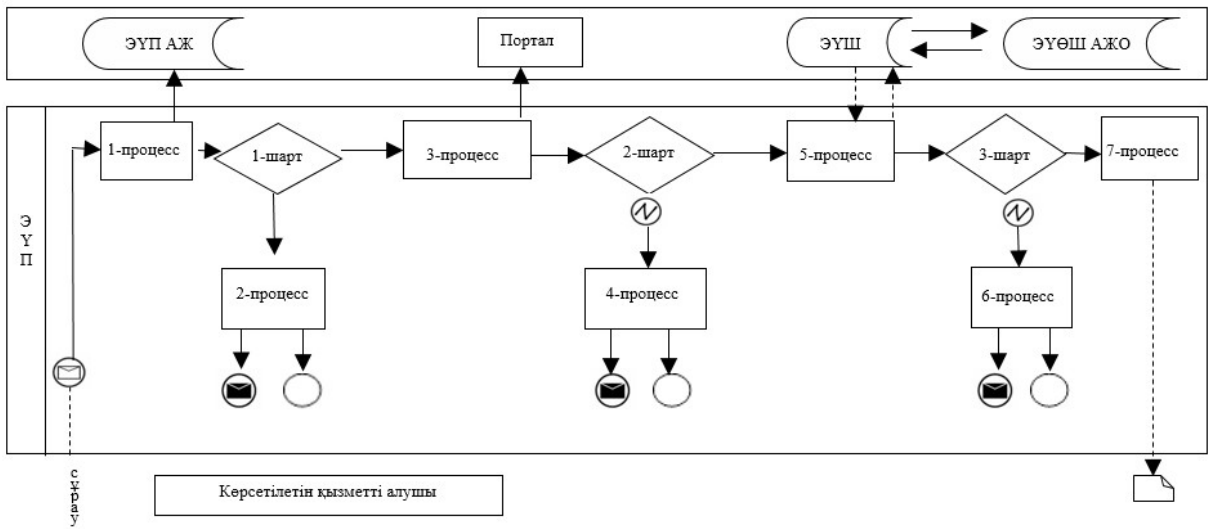 ЭҮП АЖ
Портал
ЭҮШ
ЭҮӨШ АЖО
1-процесс
1-шарт
3-процесс
2-шарт
5-процесс
3-шарт
7-процесс
ЭҮП
2-процесс
4-процесс
6-процесс
сұрау
Көрсетілетін қызметті алушы